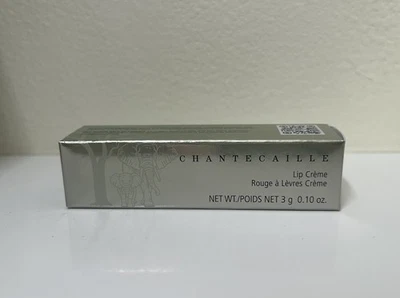 CHANTECAILLE
Lip Crème
Rouge à Lèvres Crème
NET WT./POIDS NET 3 g 0.10 oz.